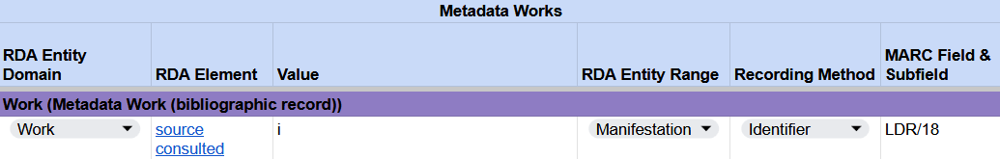 Metadata Works
RDA Entity Domain RDA Element Value RDA Entity Range Recording Method MARC Field & Subfield
Work (Metadata Work (bibliographic record))
Work source consulted i Manifestation Identifier LDR/18